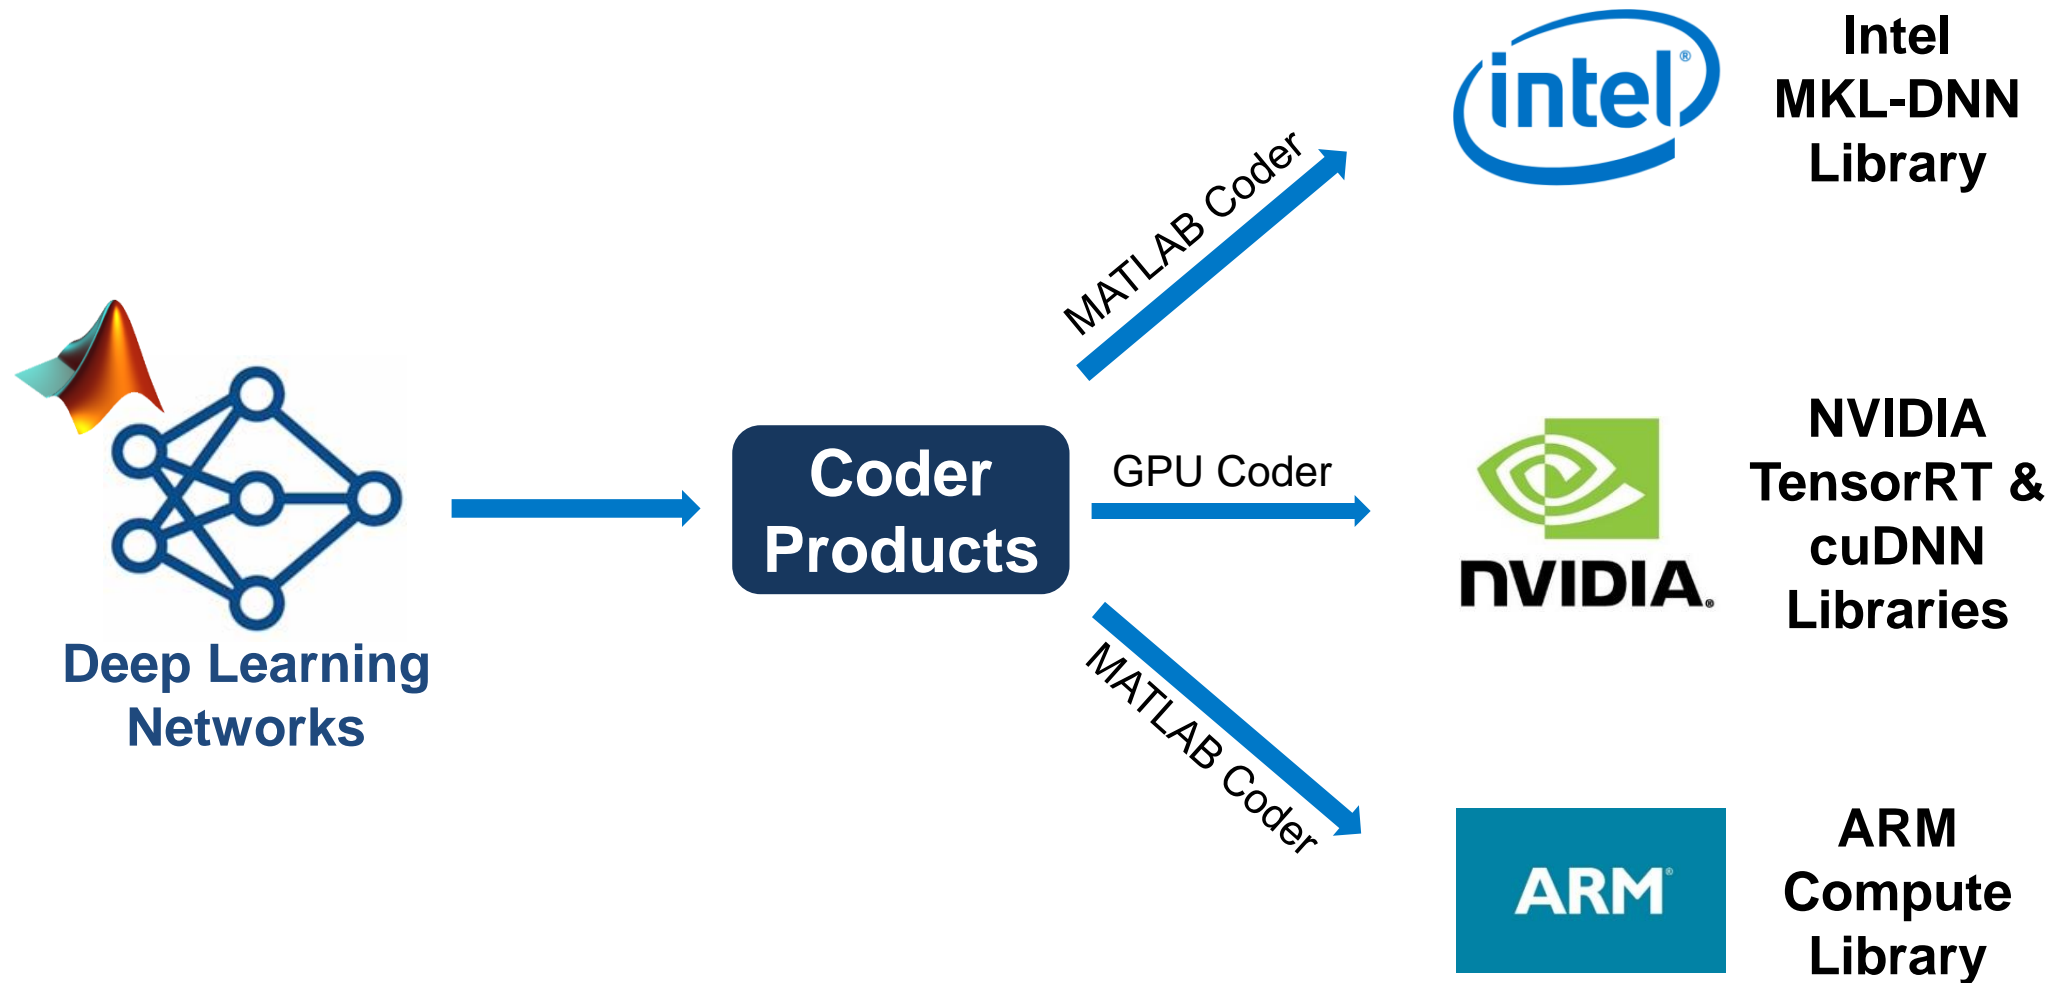 Deep Learning
Networks
Coder
Products
MATLAB Coder
GPU Coder
MATLAB Coder
intel®
Intel
MKL-DNN
Library
NVIDIA®
NVIDIA
TensorRT &
cuDNN
Libraries
ARM®
ARM
Compute
Library